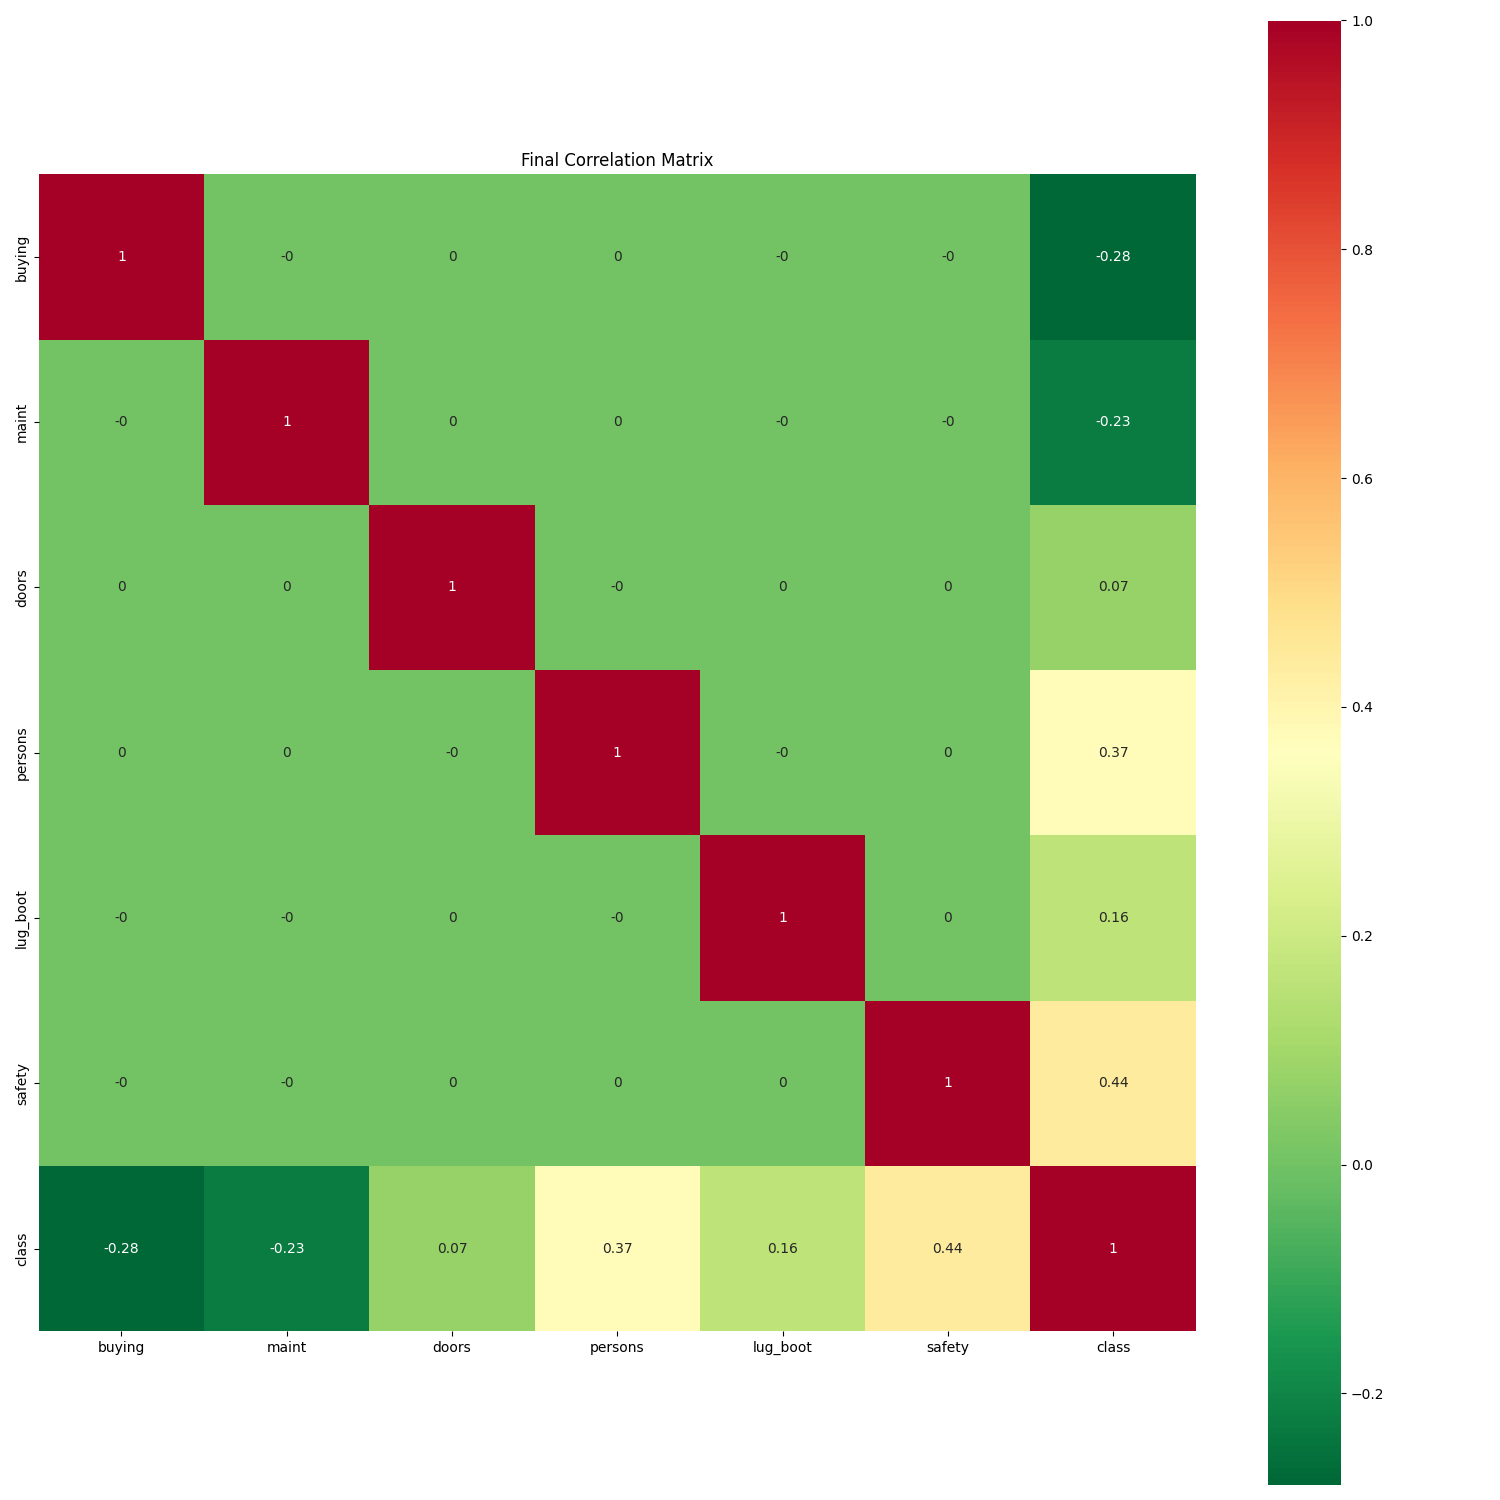 Final Correlation Matrix
buying 1 -0 0 0 -0 -0 -0.28
maint -0 1 0 0 -0 -0 -0.23
doors 0 0 1 -0 0 0 0.07
persons 0 0 -0 1 -0 0 0.37
lug_boot -0 -0 0 -0 1 0 0.16
safety -0 -0 0 0 0 1 0.44
class -0.28 -0.23 0.07 0.37 0.16 0.44 1
buying maint doors persons lug_boot safety class
1.0
0.8
0.6
0.4
0.2
0.0
−0.2